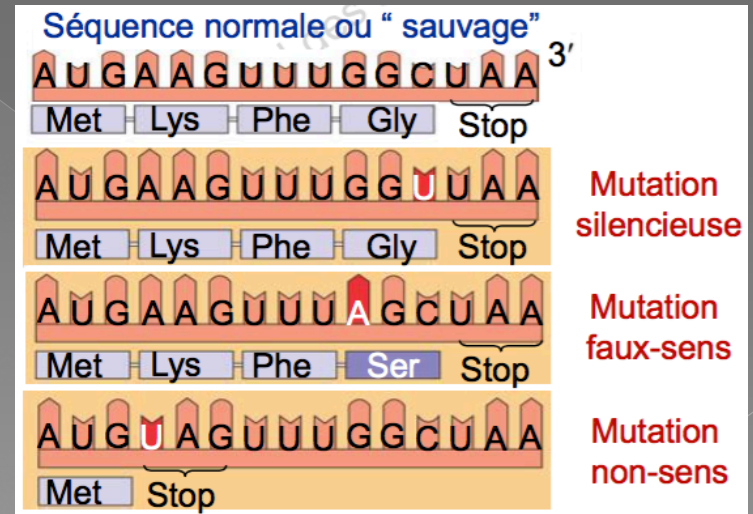 Séquence normale ou “ sauvage”
AUGAAGUUUGGCUAA 3′
Met Lys Phe Gly Stop
AUGAAGUUUGGUUAA
Mutation
silencieuse
Met Lys Phe Gly Stop
AUGAAGUUUAGCUAA
Mutation
faux-sens
Met Lys Phe Ser Stop
AUGUAGUUUGGCUAA
Mutation
non-sens
Met Stop